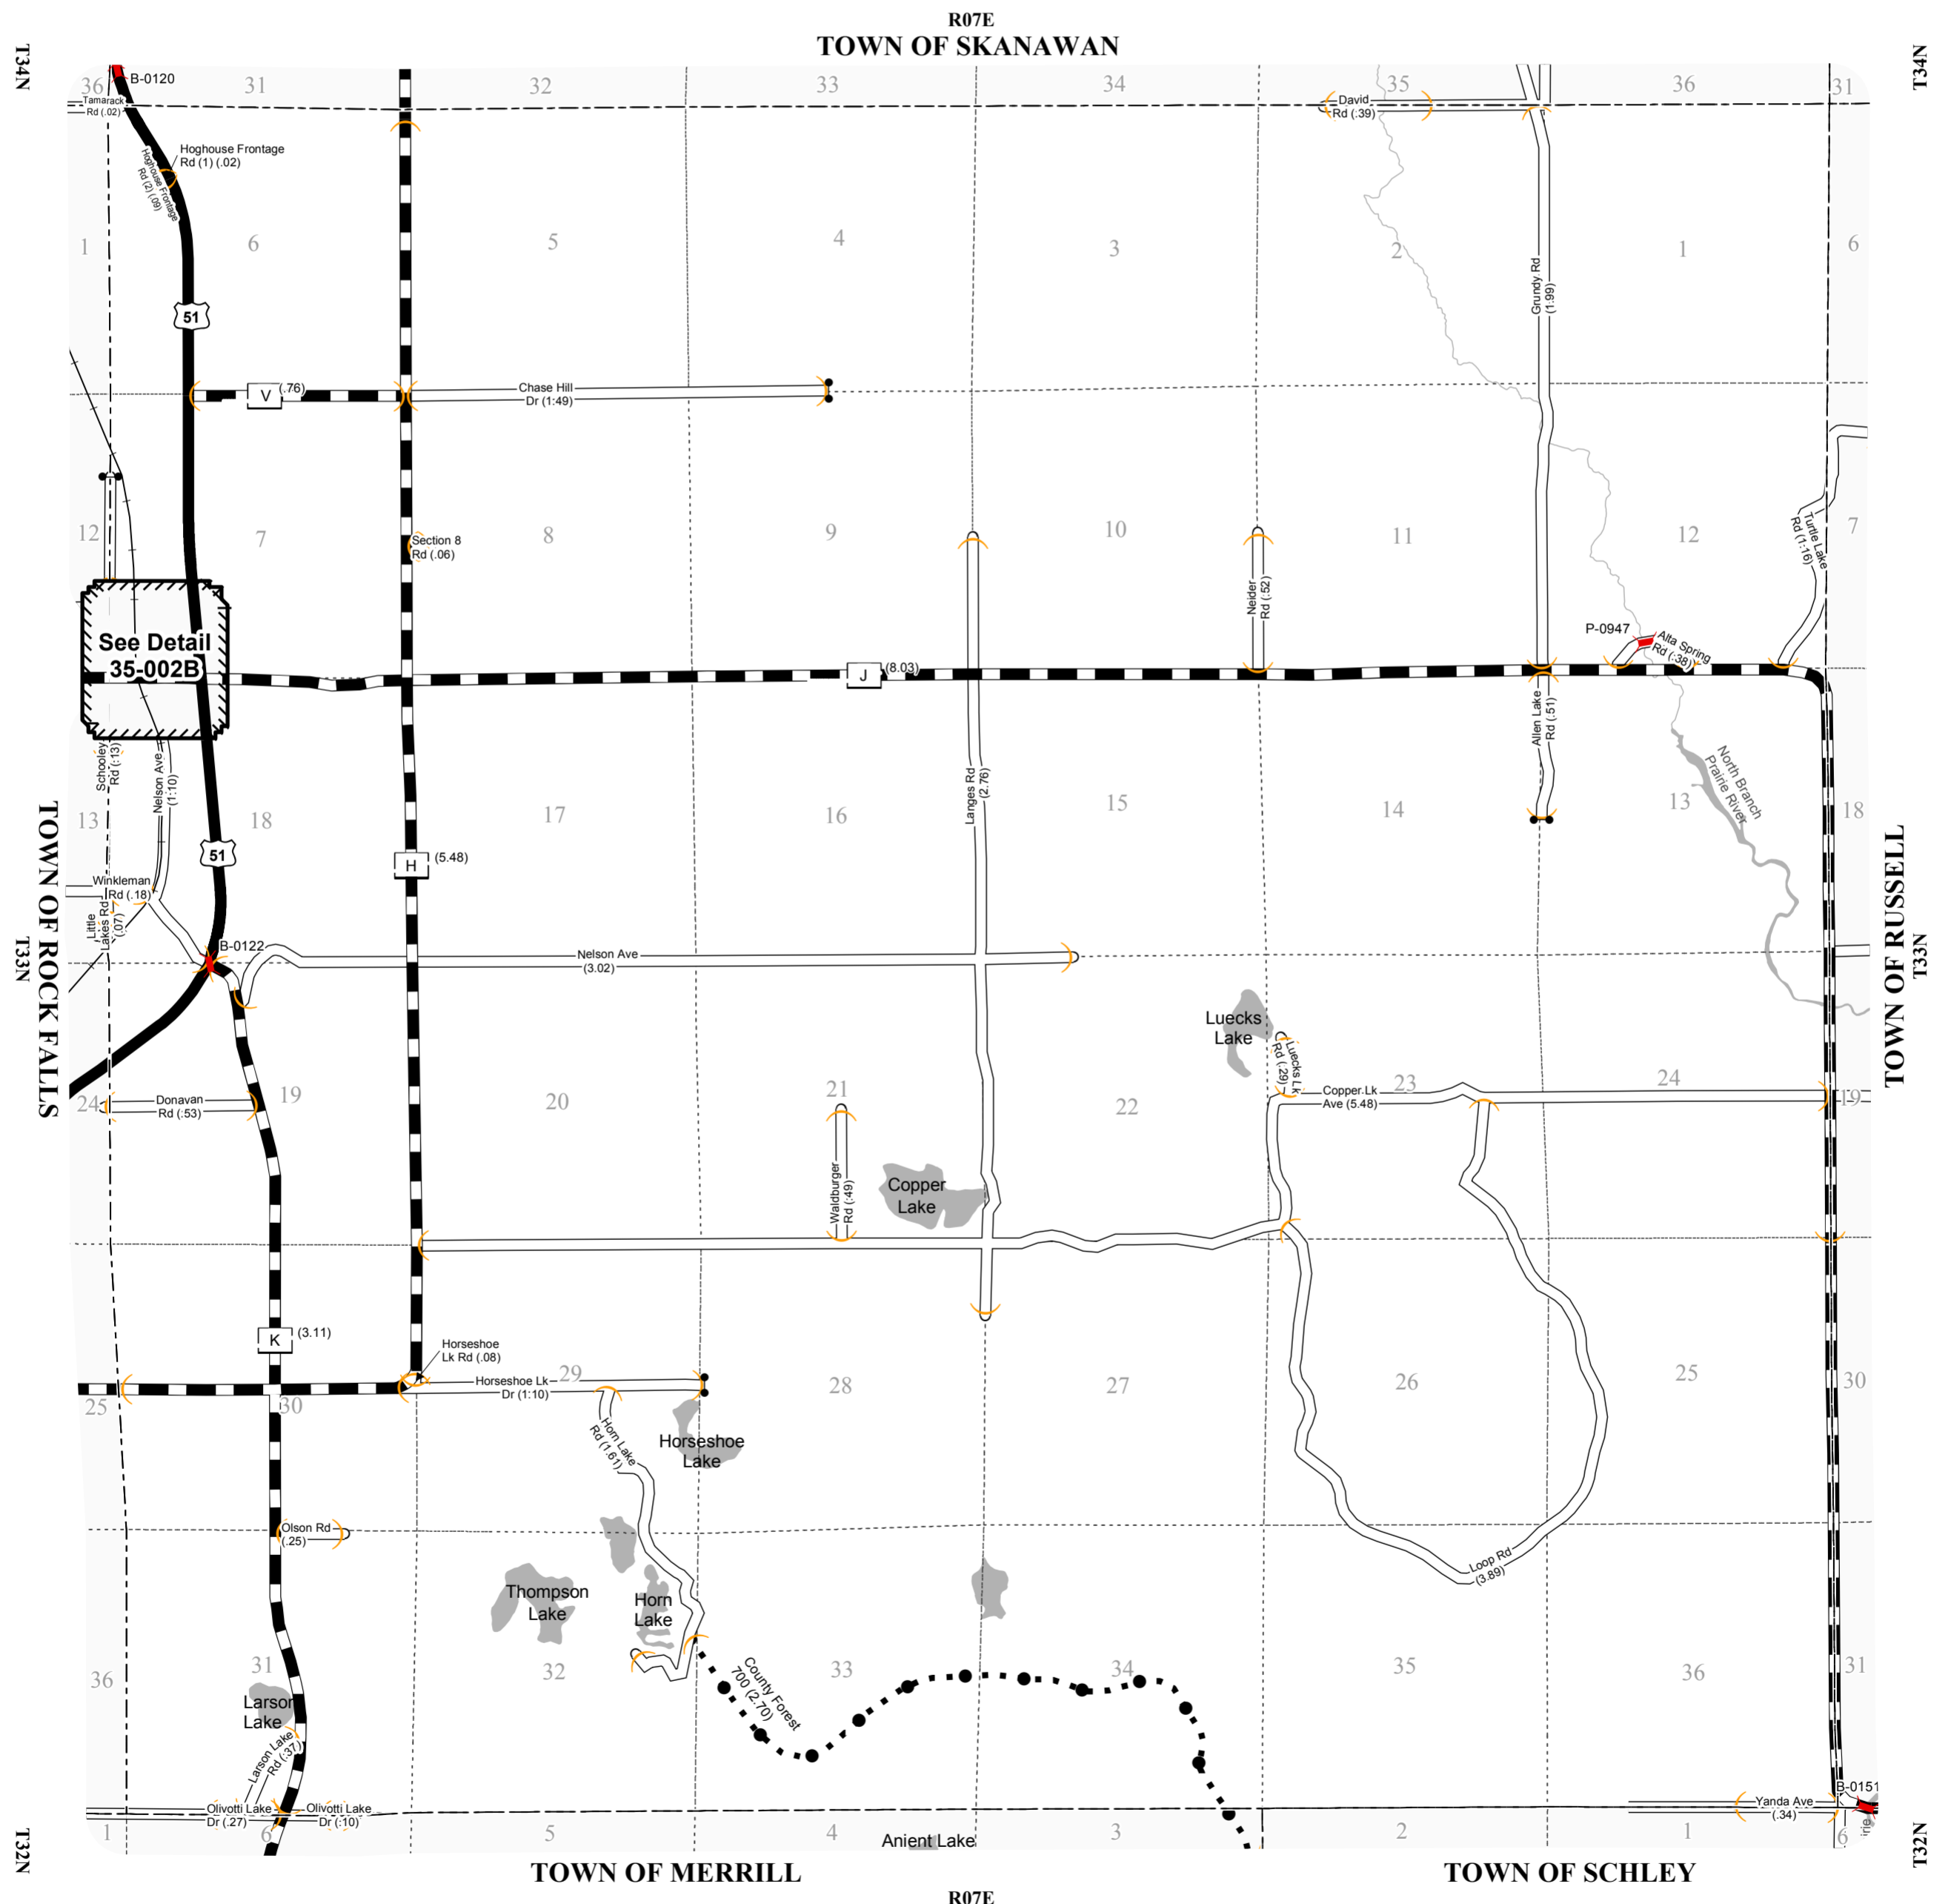 R07E
TOWN OF SKANAWAN
T34N
T34N
36
31
32
33
34
35
36
31
B-0120
Tamarack
Rd (.02)
David
Rd (.39)
Hoghouse Frontage
Rd (1) (.02)
Hoghouse Frontage
Rd (2) (.09)
1
6
5
4
3
2
1
6
51
Grundy Rd
(1.99)
V
(.76)
Chase Hill
Dr (1:49)
12
7
8
9
10
11
12
7
Section 8
Rd (.06)
Turtle Lake
Rd (1:16)
Neider
Rd (:52)
See Detail
35-002B
P-0947
Alta Spring
Rd (.38)
J
(8.03)
Schooley
Rd (:13)
Nelson Ave
(1:10)
Langes Rd
(2.76)
Allen Lake
Rd (.51)
North Branch
Prairie River
13
18
17
16
15
14
13
18
51
H
(5.48)
TOWN OF ROCK FALLS
TOWN OF RUSSELL
Winkleman
Rd (.18)
Little
Lakes Rd
(.07)
T33N
T33N
B-0122
Nelson Ave
(3.02)
Luecks
Lake
Luecks Lk
Rd (.29)
Copper Lk
Ave (5.48)
24
19
20
21
22
23
24
19
Donavan
Rd (:53)
Waldburger
Rd (:49)
Copper
Lake
K
(3.11)
Horseshoe
Lk Rd (.08)
Horseshoe Lk
Dr (1:10)
25
30
29
28
27
26
25
30
Horn Lake
Rd (1.61)
Horseshoe
Lake
Olson Rd
(.25)
Loop Rd
(3.89)
Thompson
Lake
Horn
Lake
36
31
32
33
34
35
36
31
County Forest
700 (2.70)
Larson
Lake
Larson Lake
Rd (:37)
B-0151
Olivotti Lake
Dr (.27)
Olivotti Lake
Dr (:10)
Yanda Ave
(.34)
1
6
5
4
3
2
1
6
Anient Lake
T32N
T32N
TOWN OF MERRILL
TOWN OF SCHLEY
R07E